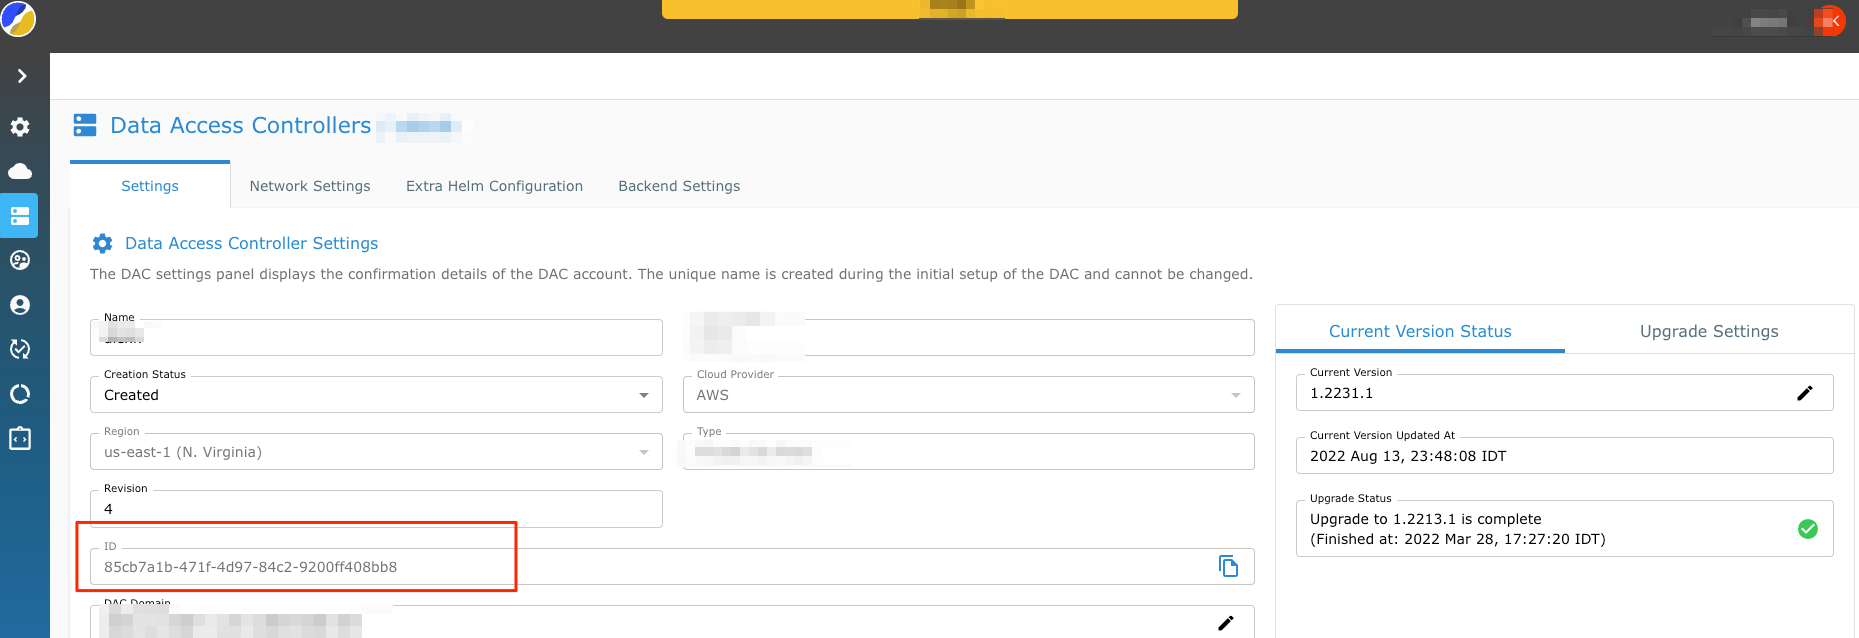 Data Access Controllers
Settings
Network Settings
Extra Helm Configuration
Backend Settings
Data Access Controller Settings
The DAC settings panel displays the confirmation details of the DAC account. The unique name is created during the initial setup of the DAC and cannot be changed.
Name
Creation Status
Created
Cloud Provider
AWS
Region
us-east-1 (N. Virginia)
Type
Revision
4
ID
85cb7a1b-471f-4d97-84c2-9200ff408bb8
DAC Domain
Current Version Status
Upgrade Settings
Current Version
1.2231.1
Current Version Updated At
2022 Aug 13, 23:48:08 IDT
Upgrade Status
Upgrade to 1.2213.1 is complete
(Finished at: 2022 Mar 28, 17:27:20 IDT)